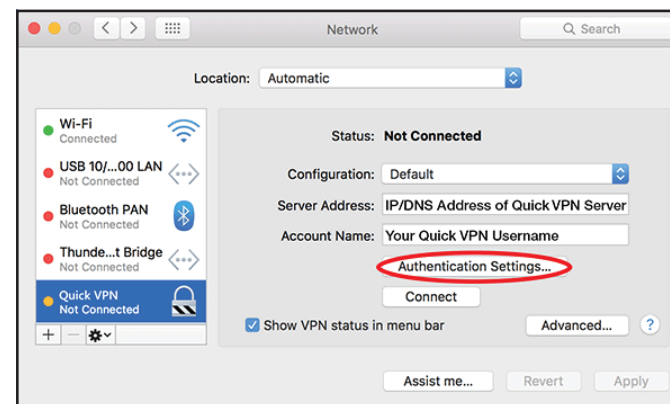 Network
Search
Location: Automatic
Wi-Fi
Connected
USB 10/...00 LAN
Not Connected
Bluetooth PAN
Not Connected
Thunde...t Bridge
Not Connected
Quick VPN
Not Connected
Status: Not Connected
Configuration: Default
Server Address: IP/DNS Address of Quick VPN Server
Account Name: Your Quick VPN Username
Authentication Settings...
Connect
Show VPN status in menu bar
Advanced... ?
Assist me... Revert Apply